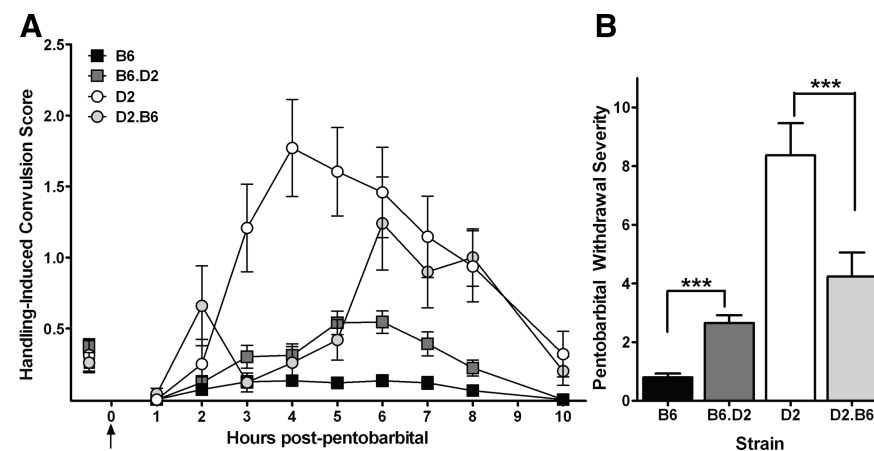 A
Handling-Induced Convulsion Score
2.5
2.0
1.5
1.0
0.5
B6
B6.D2
D2
D2.B6
0 1 2 3 4 5 6 7 8 9 10
Hours post-pentobarbital
B
Pentobarbital Withdrawal Severity
10
8
6
4
2
0
***
***
B6 B6.D2 D2 D2.B6
Strain